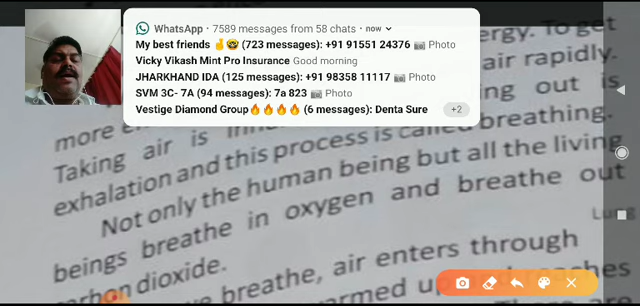 WhatsApp · 7589 messages from 58 chats · now
My best friends 🤞🤓 (723 messages): +91 91551 24376 📷 Photo
Vicky Vikash Mint Pro Insurance Good morning
JHARKHAND IDA (125 messages): +91 98358 11117 📷 Photo
SVM 3C- 7A (94 messages): 7a 823 📷 Photo
Vestige Diamond Group🔥🔥🔥🔥 (6 messages): Denta Sure
+2
ergy. To get
more air rapidly.
Taking air is ing out is
exhalation and this process is called breathing.
Not only the human being but all the living
beings breathe in oxygen and breathe out
carbon dioxide.
Lung
breathe, air enters through